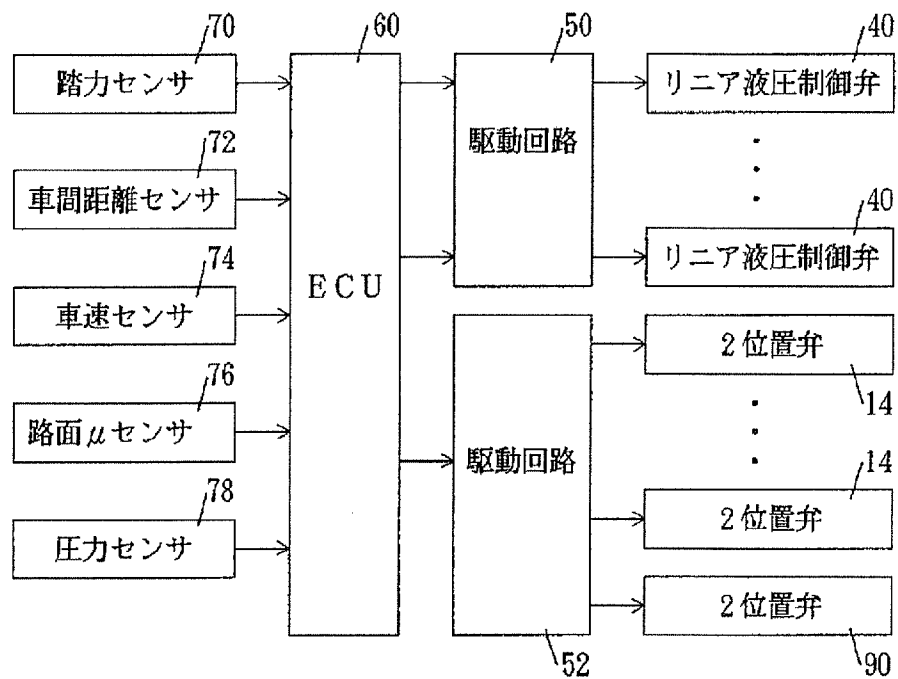 70
踏力センサ
72
車間距離センサ
74
車速センサ
76
路面μセンサ
78
圧力センサ
60
ECU
50
駆動回路
駆動回路
52
40
リニア液圧制御弁
40
リニア液圧制御弁
2位置弁
14
14
2位置弁
2位置弁
90